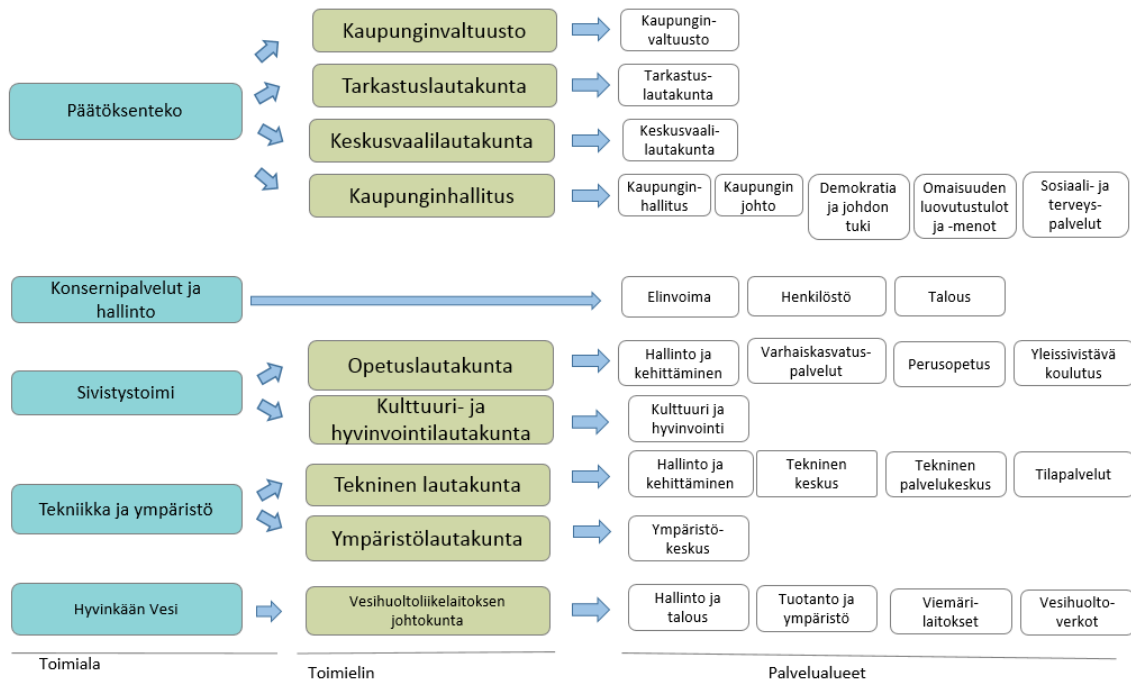 Päätöksenteko
Kaupunginvaltuusto
Kaupungin-
valtuusto
Tarkastuslautakunta
Tarkastus-
lautakunta
Keskusvaalilautakunta
Keskusvaali-
lautakunta
Kaupunginhallitus
Kaupungin-
hallitus
Kaupungin
johto
Demokratia
ja johdon
tuki
Omaisuuden
luovutustulot
ja -menot
Sosiaali- ja
terveys-
palvelut
Konsernipalvelut ja
hallinto
Elinvoima
Henkilöstö
Talous
Sivistystoimi
Opetuslautakunta
Hallinto ja
kehittäminen
Varhaiskasvatus-
palvelut
Perusopetus
Yleissivistävä
koulutus
Kulttuuri- ja
hyvinvointilautakunta
Kulttuuri ja
hyvinvointi
Tekniikka ja ympäristö
Tekninen lautakunta
Hallinto ja
kehittäminen
Tekninen
keskus
Tekninen
palvelukeskus
Tilapalvelut
Ympäristölautakunta
Ympäristö-
keskus
Hyvinkään Vesi
Vesihuoltoliikelaitoksen
johtokunta
Hallinto ja
talous
Tuotanto ja
ympäristö
Viemäri-
laitokset
Vesihuolto-
verkot
Toimiala
Toimielin
Palvelualueet